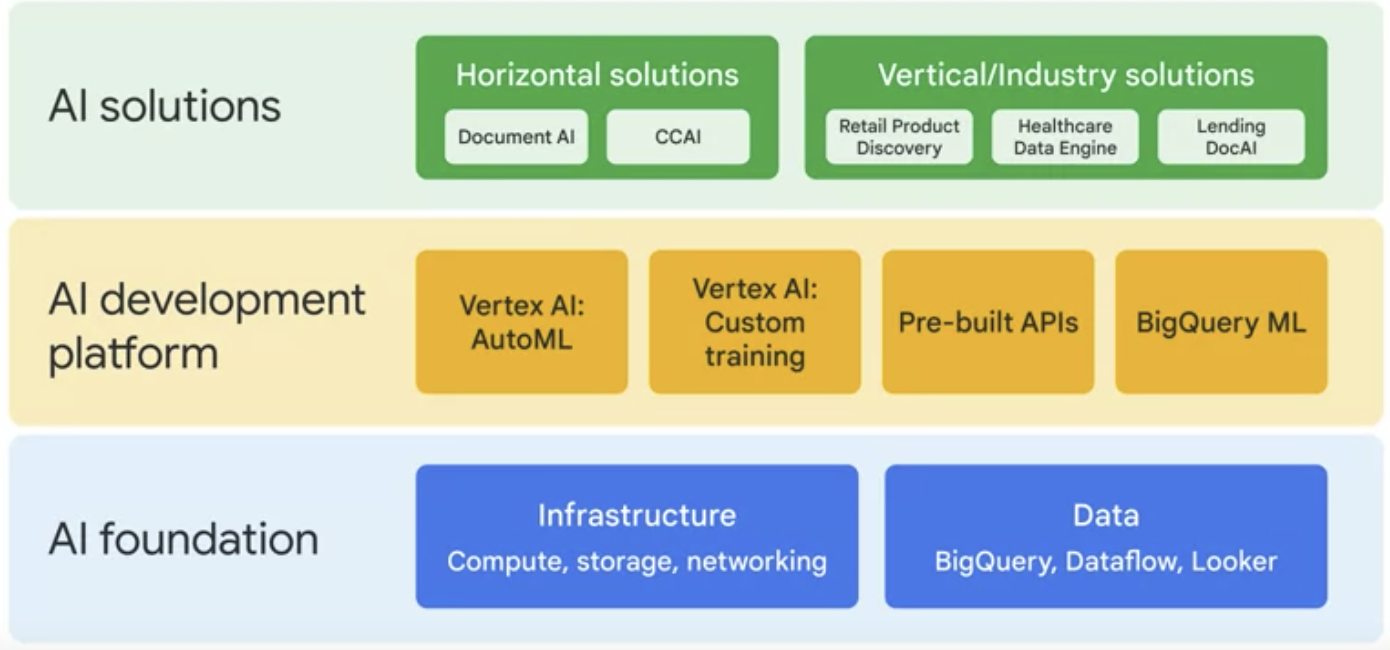 AI solutions
Horizontal solutions
Document AI
CCAI
Vertical/Industry solutions
Retail Product
Discovery
Healthcare
Data Engine
Lending
DocAI
AI development
platform
Vertex AI:
AutoML
Vertex AI:
Custom
training
Pre-built APIs
BigQuery ML
AI foundation
Infrastructure
Compute, storage, networking
Data
BigQuery, Dataflow, Looker